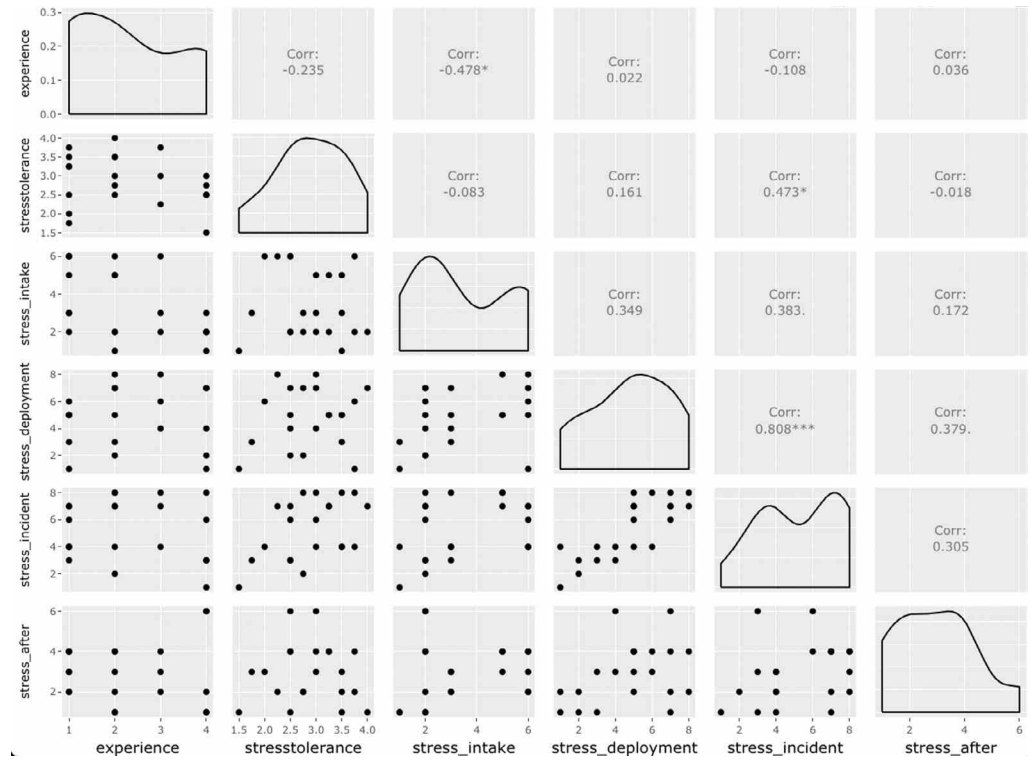 experience
0.3
0.2
0.1
0.0
Corr:
-0.235
Corr:
-0.478*
Corr:
0.022
Corr:
-0.108
Corr:
0.036
stresstolerance
4.0
3.5
3.0
2.5
2.0
1.5
Corr:
-0.083
Corr:
0.161
Corr:
0.473*
Corr:
-0.018
stress_intake
6
4
2
Corr:
0.349
Corr:
0.383.
Corr:
0.172
stress_deployment
8
6
4
2
Corr:
0.808***
Corr:
0.379.
stress_incident
8
6
4
2
Corr:
0.305
stress_after
6
4
2
1 2 3 4
1.5 2.0 2.5 3.0 3.5 4.0
2 4 6
2 4 6 8
2 4 6 8
2 4 6
experience
stresstolerance
stress_intake
stress_deployment
stress_incident
stress_after